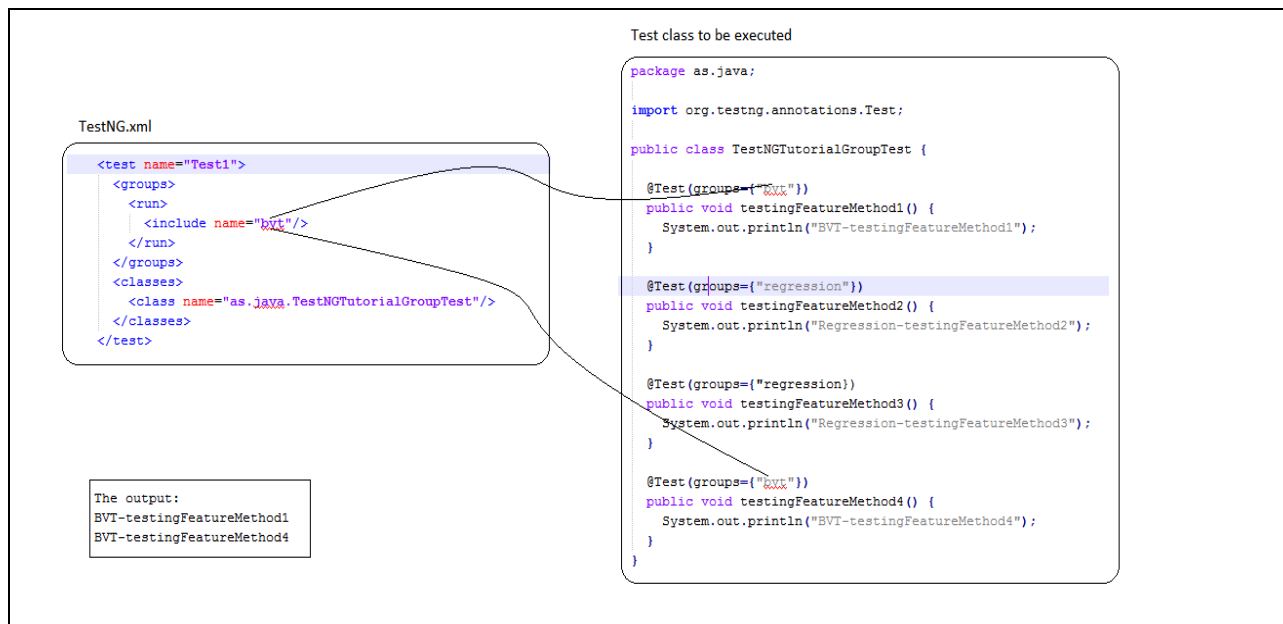 TestNG.xml
<test name="Test1">
<groups>
<run>
<include name="bvt"/>
</run>
</groups>
<classes>
<class name="as.java.TestNGTutorialGroupTest"/>
</classes>
</test>
The output:
BVT-testingFeatureMethod1
BVT-testingFeatureMethod4
Test class to be executed
package as.java;
import org.testng.annotations.Test;
public class TestNGTutorialGroupTest {
@Test(groups={"bvt"})
public void testingFeatureMethod1() {
System.out.println("BVT-testingFeatureMethod1");
}
@Test(groups={"regression"})
public void testingFeatureMethod2() {
System.out.println("Regression-testingFeatureMethod2");
}
@Test(groups={"regression})
public void testingFeatureMethod3() {
System.out.println("Regression-testingFeatureMethod3");
}
@Test(groups={"bvt"})
public void testingFeatureMethod4() {
System.out.println("BVT-testingFeatureMethod4");
}
}